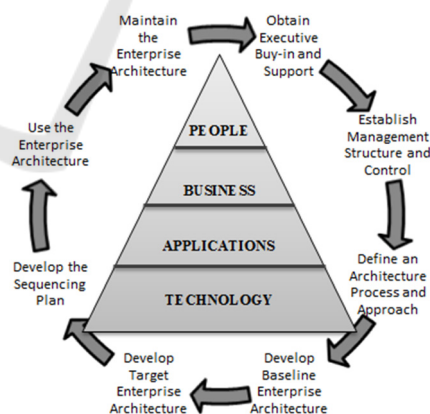 Maintain
the
Enterprise
Architecture
Obtain
Executive
Buy-in and
Support
Establish
Management
Structure and
Control
Define an
Architecture
Process and
Approach
Develop
Baseline
Enterprise
Architecture
Develop
Target
Enterprise
Architecture
Develop the
Sequencing
Plan
Use the
Enterprise
Architecture
PEOPLE
BUSINESS
APPLICATIONS
TECHNOLOGY